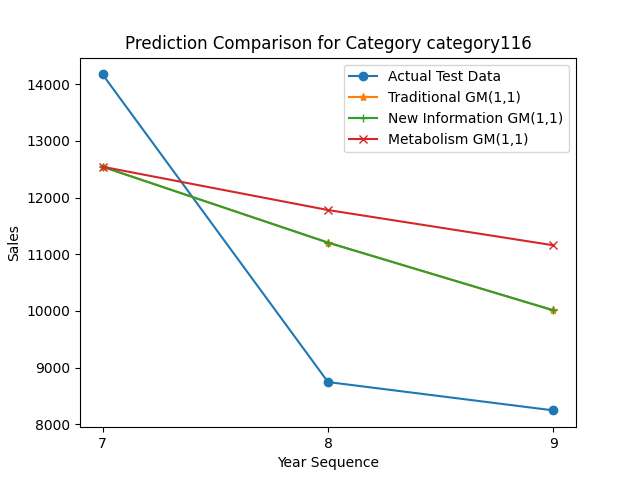 Prediction Comparison for Category category116
Actual Test Data
Traditional GM(1,1)
New Information GM(1,1)
Metabolism GM(1,1)
14000
13000
12000
11000
10000
9000
8000
Sales
7
8
9
Year Sequence